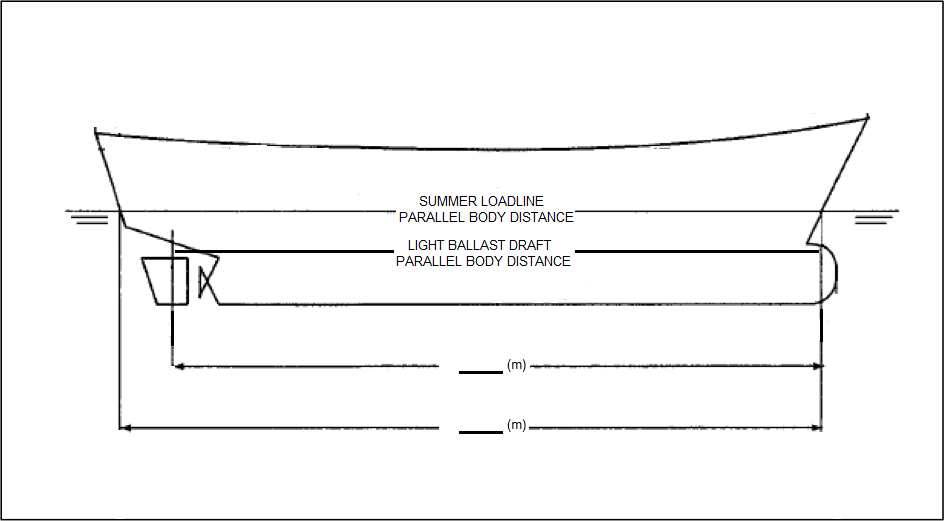 SUMMER LOADLINE
PARALLEL BODY DISTANCE
LIGHT BALLAST DRAFT
PARALLEL BODY DISTANCE
(m)
(m)